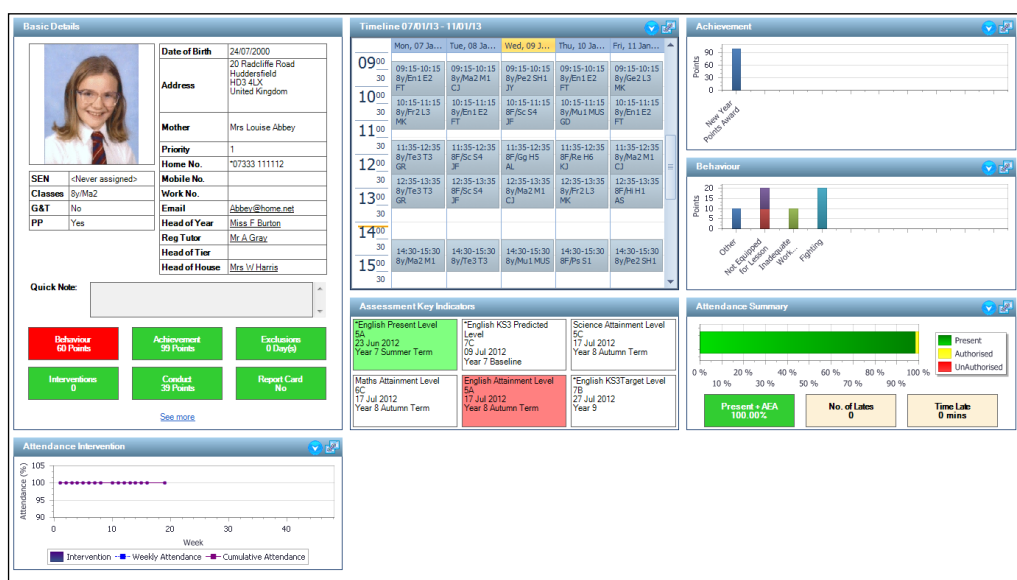 Basic Details
Date of Birth 24/07/2000
Address 20 Radcliffe Road
Huddersfield
HD3 4LX
United Kingdom
Mother Mrs Louise Abbey
Priority 1
Home No. *07333 111112
Mobile No.
Work No.
Email Abbey@home.net
Head of Year Miss F Burton
Reg Tutor Mr A Gray
Head of Tier
Head of House Mrs W Harris
SEN <Never assigned>
Classes 8y/Ma2
G&T No
PP Yes
Quick Note:
Behaviour
60 Points
Achievement
99 Points
Exclusions
0 Day(s)
Interventions
0
Conduct
39 Points
Report Card
No
See more
Timeline 07/01/13 - 11/01/13
Mon, 07 Ja... Tue, 08 Ja... Wed, 09 J... Thu, 10 Ja... Fri, 11 Jan...
09 00
30
10 00
30
11 00
30
12 00
30
13 00
30
14 00
30
15 00
30
09:15-10:15 09:15-10:15 09:15-10:15 09:15-10:15 09:15-10:15
8y/En1 E2 8y/Ma2 M1 8y/Pe2 SH1 8y/En1 E2 8y/Ge2 L3
FT CJ JY FT MK
10:15-11:15 10:15-11:15 10:15-11:15 10:15-11:15 10:15-11:15
8y/Fr2 L3 8y/En1 E2 8F/Sc S4 8y/Mu1 MUS 8y/En1 E2
MK FT JF GD FT
11:35-12:35 11:35-12:35 11:35-12:35 11:35-12:35 11:35-12:35
8y/Te3 T3 8F/Sc S4 8F/Gg H5 8F/Re H6 8y/Ma2 M1
GR JF AL KJ CJ
12:35-13:35 12:35-13:35 12:35-13:35 12:35-13:35 12:35-13:35
8y/Te3 T3 8F/Sc S4 8y/Ma2 M1 8y/Fr2 L3 8F/Hi H1
GR JF CJ MK AS
14:30-15:30 14:30-15:30 14:30-15:30 14:30-15:30 14:30-15:30
8y/Ma2 M1 8y/Te3 T3 8y/Mu1 MUS 8F/Ps S1 8y/Pe2 SH1
Assessment Key Indicators
*English Present Level
5A
23 Jun 2012
Year 7 Summer Term
*English KS3 Predicted
Level
7C
09 Jul 2012
Year 7 Baseline
Science Attainment Level
5C
17 Jul 2012
Year 8 Autumn Term
Maths Attainment Level
6C
17 Jul 2012
Year 8 Autumn Term
English Attainment Level
5A
17 Jul 2012
Year 8 Autumn Term
*English KS3Target Level
7B
27 Jul 2012
Year 9
Achievement
Points
90
60
30
0
New Year
Points Award
Behaviour
Points
20
15
10
5
0
Other
Not Equipped
for Lesson
Inadequate
Work...
Fighting
Attendance Summary
Present
Authorised
UnAuthorised
0 % 20 % 40 % 60 % 80 % 100 %
10 % 30 % 50 % 70 % 90 %
Present + AEA
100.00%
No. of Lates
0
Time Late
0 mins
Attendance Intervention
Attendance (%)
105
100
95
90
0 10 20 30 40
Week
Intervention Weekly Attendance Cumulative Attendance